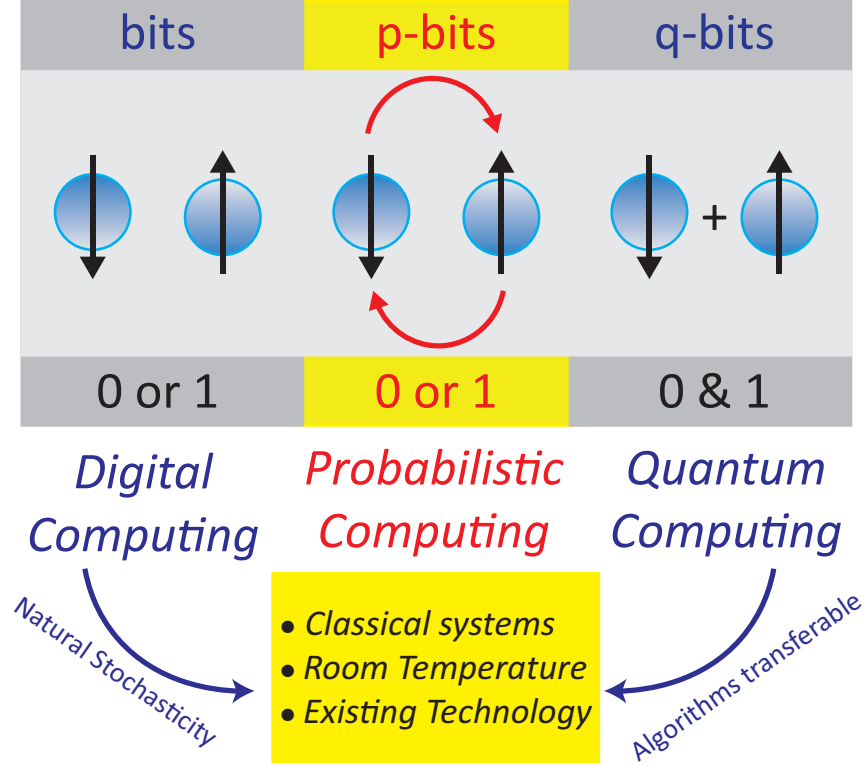 bits
p-bits
q-bits
+
0 or 1
0 or 1
0 & 1
Digital
Computing
Probabilistic
Computing
Quantum
Computing
Natural Stochasticity
• Classical systems
• Room Temperature
• Existing Technology
Algorithms transferable